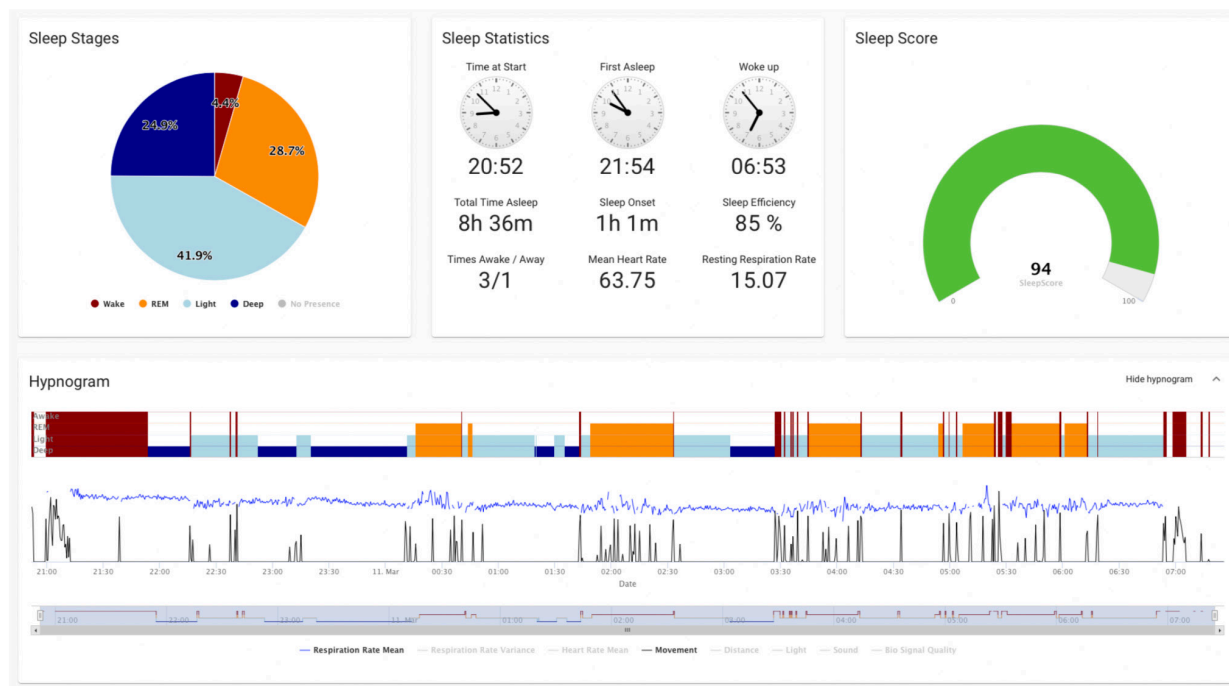 Sleep Stages
4.4%
28.7%
24.9%
41.9%
Wake REM Light Deep No Presence
Sleep Statistics
Time at Start First Asleep Woke up
20:52 21:54 06:53
Total Time Asleep Sleep Onset Sleep Efficiency
8h 36m 1h 1m 85 %
Times Awake / Away Mean Heart Rate Resting Respiration Rate
3/1 63.75 15.07
Sleep Score
94
SleepScore
0 100
Hypnogram
Hide hypnogram
Awake
REM
Light
Deep
21:00 21:30 22:00 22:30 23:00 23:30 11. Mar 00:30 01:00 01:30 02:00 02:30 03:00 03:30 04:00 04:30 05:00 05:30 06:00 06:30 07:00
Date
21:00 22:00 23:00 11. Mar 01:00 02:00 03:00 04:00 05:00 06:00 07:00
Respiration Rate Mean Respiration Rate Variance Heart Rate Mean Movement Distance Light Sound Bio Signal Quality